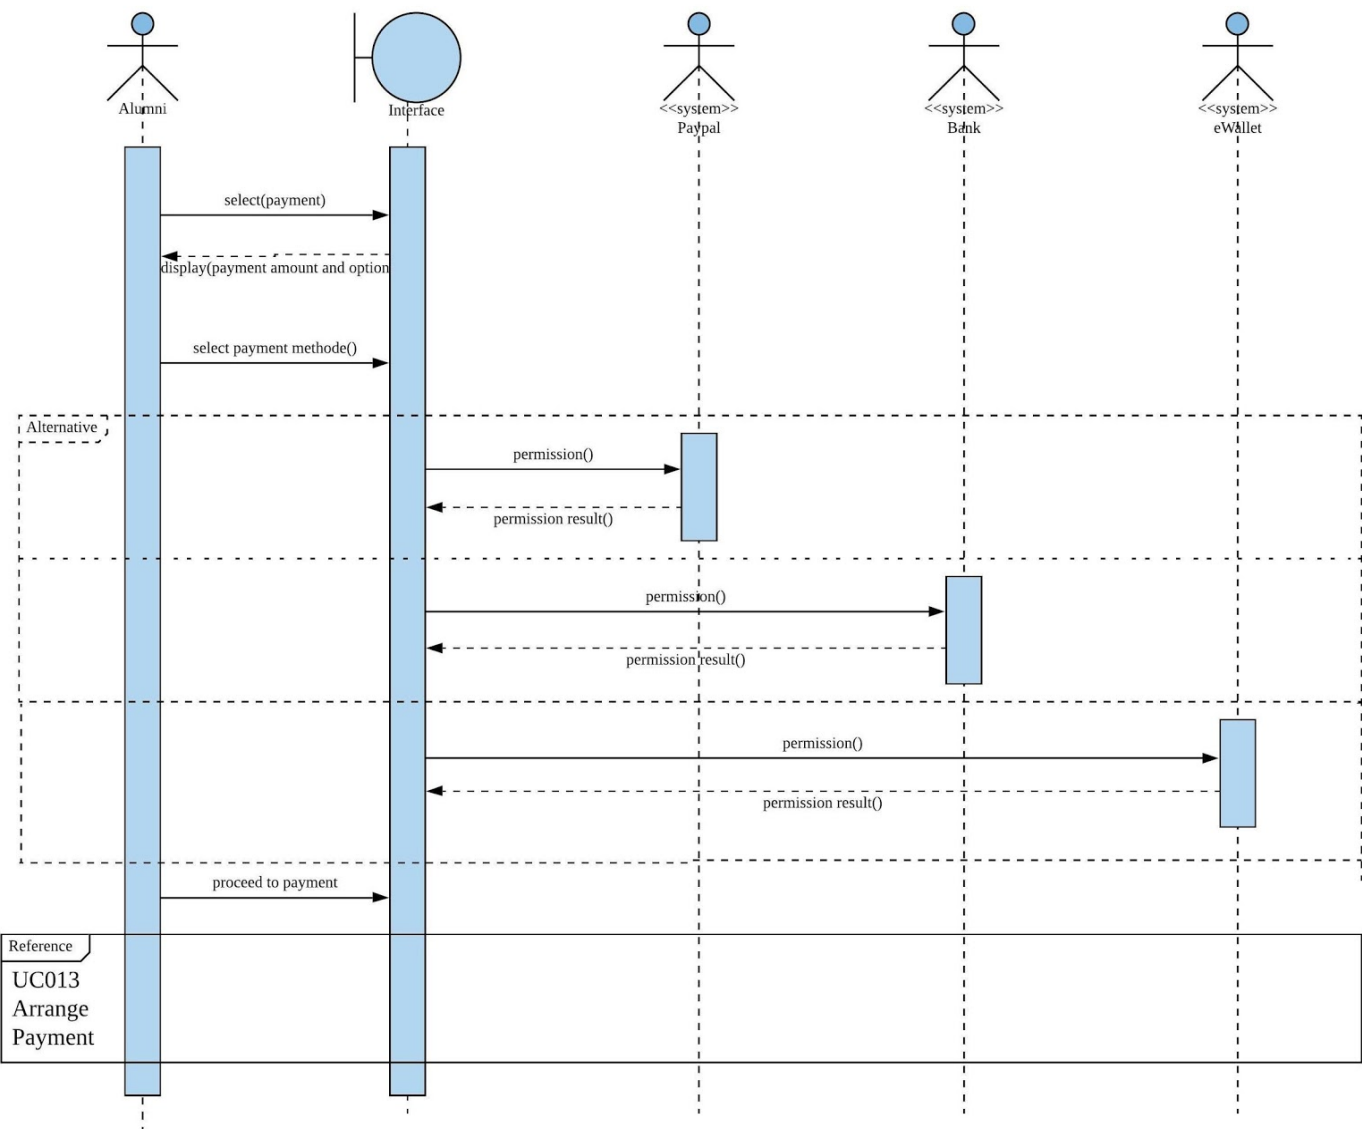 Alumni
Interface
<<system>>
Paypal
<<system>>
Bank
<<system>>
eWallet
select(payment)
display(payment amount and option
select payment methode()
Alternative
permission()
permission result()
permission()
permission result()
permission()
permission result()
proceed to payment
Reference
UC013
Arrange
Payment